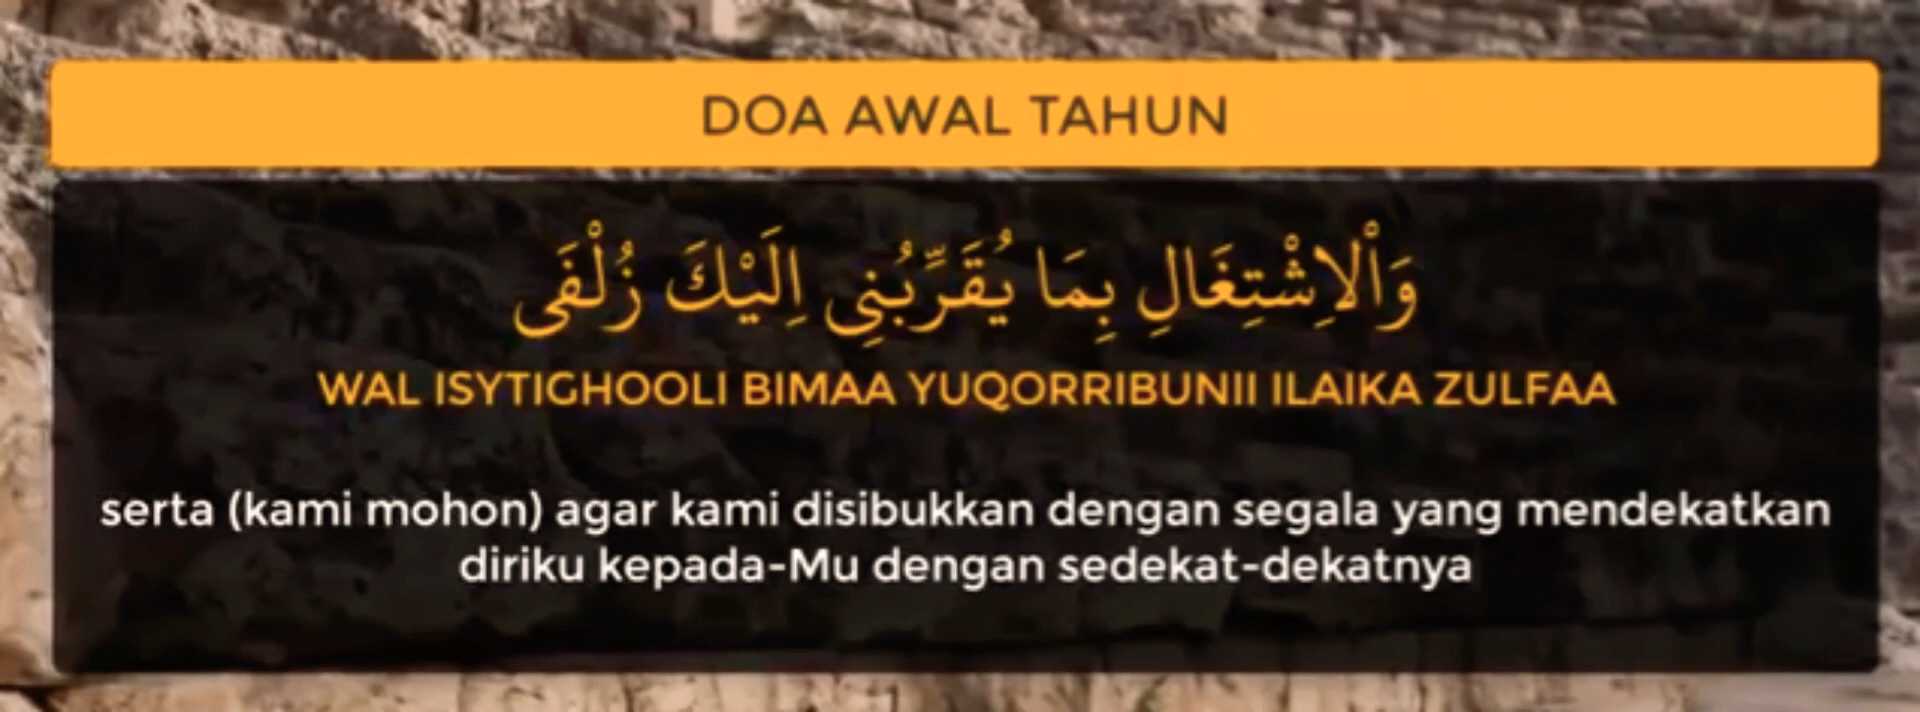 DOA AWAL TAHUN
وَاْلاِشْتِغَالِ بِمَا يُقَرِّبُنِى اِلَيْكَ زُلْفَى
WAL ISYTIGHOOLI BIMAA YUQORRIBUNII ILAIKA ZULFAA
serta (kami mohon) agar kami disibukkan dengan segala yang mendekatkan
diriku kepada-Mu dengan sedekat-dekatnya